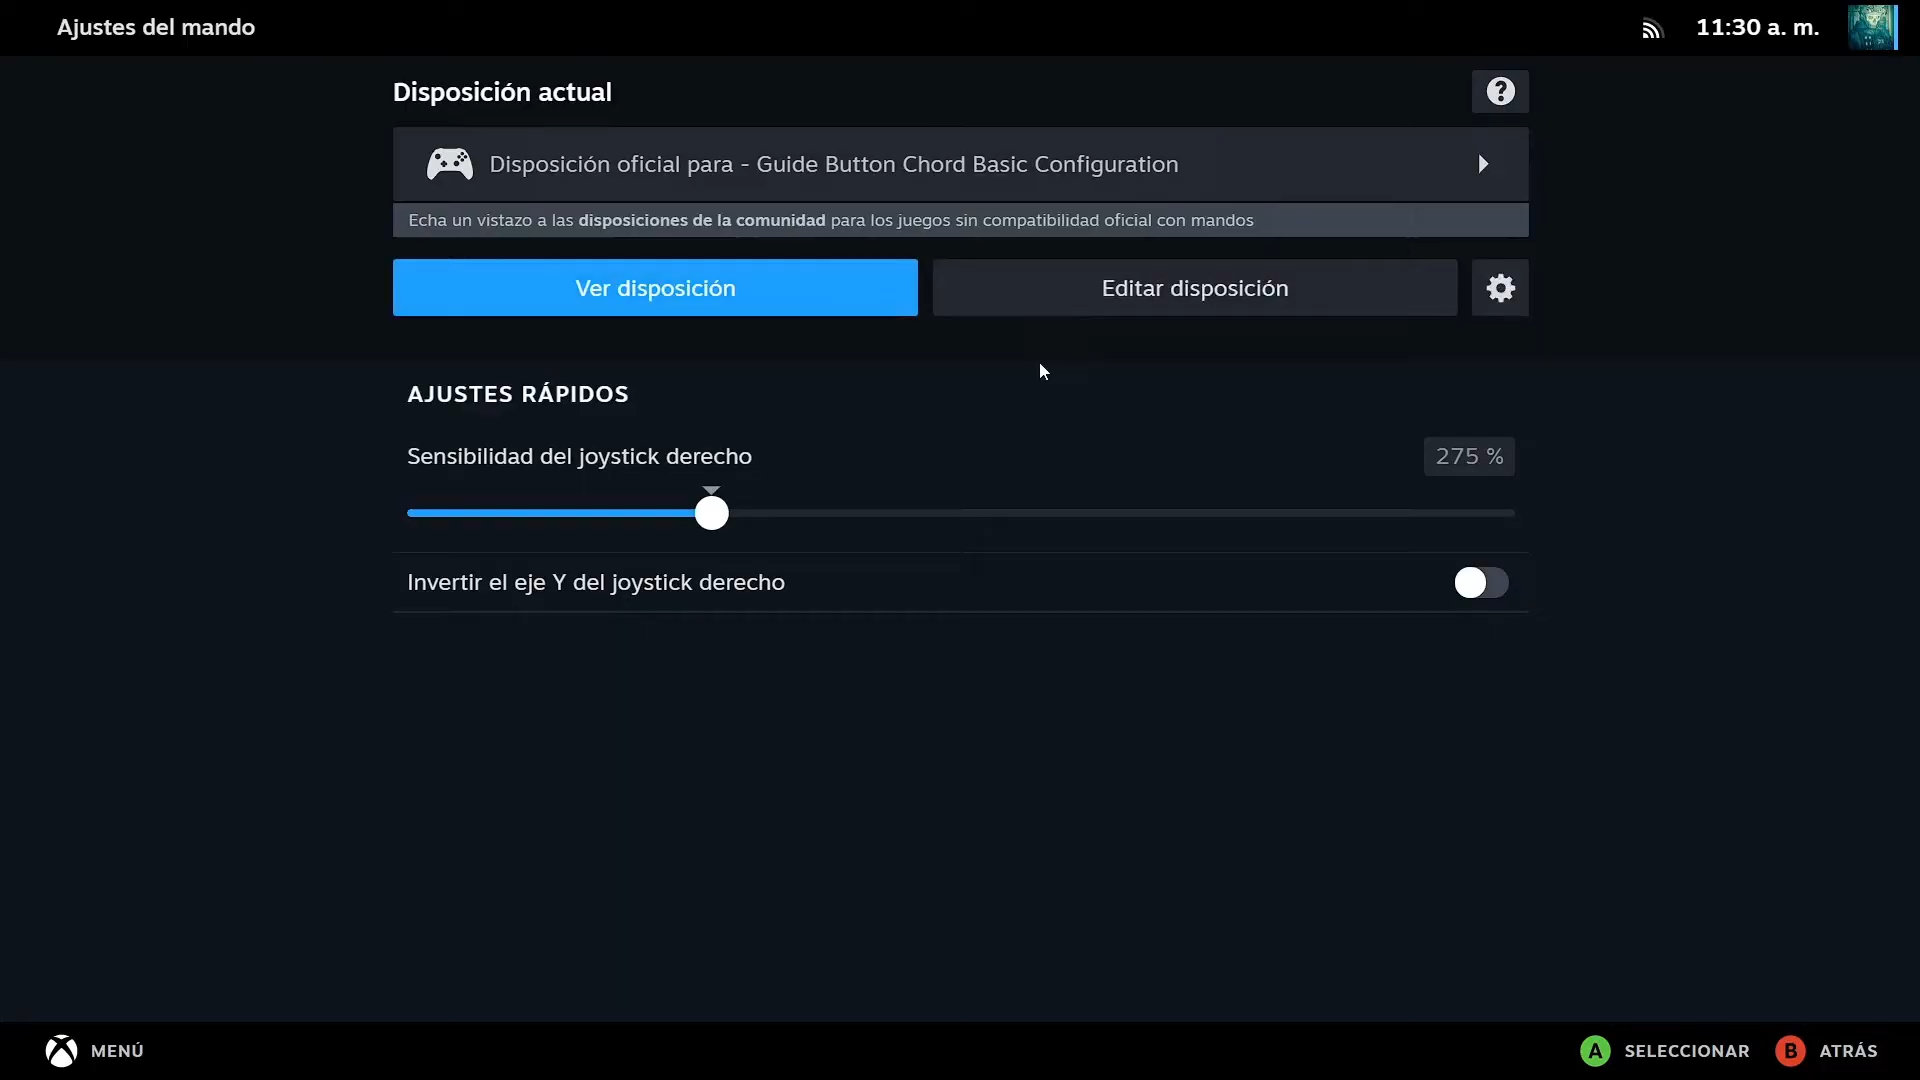 Ajustes del mando
11:30 a. m.
Disposición actual
Disposición oficial para - Guide Button Chord Basic Configuration
Echa un vistazo a las disposiciones de la comunidad para los juegos sin compatibilidad oficial con mandos
Ver disposición
Editar disposición
AJUSTES RÁPIDOS
Sensibilidad del joystick derecho
275 %
Invertir el eje Y del joystick derecho
MENÚ
A SELECCIONAR
B ATRÁS